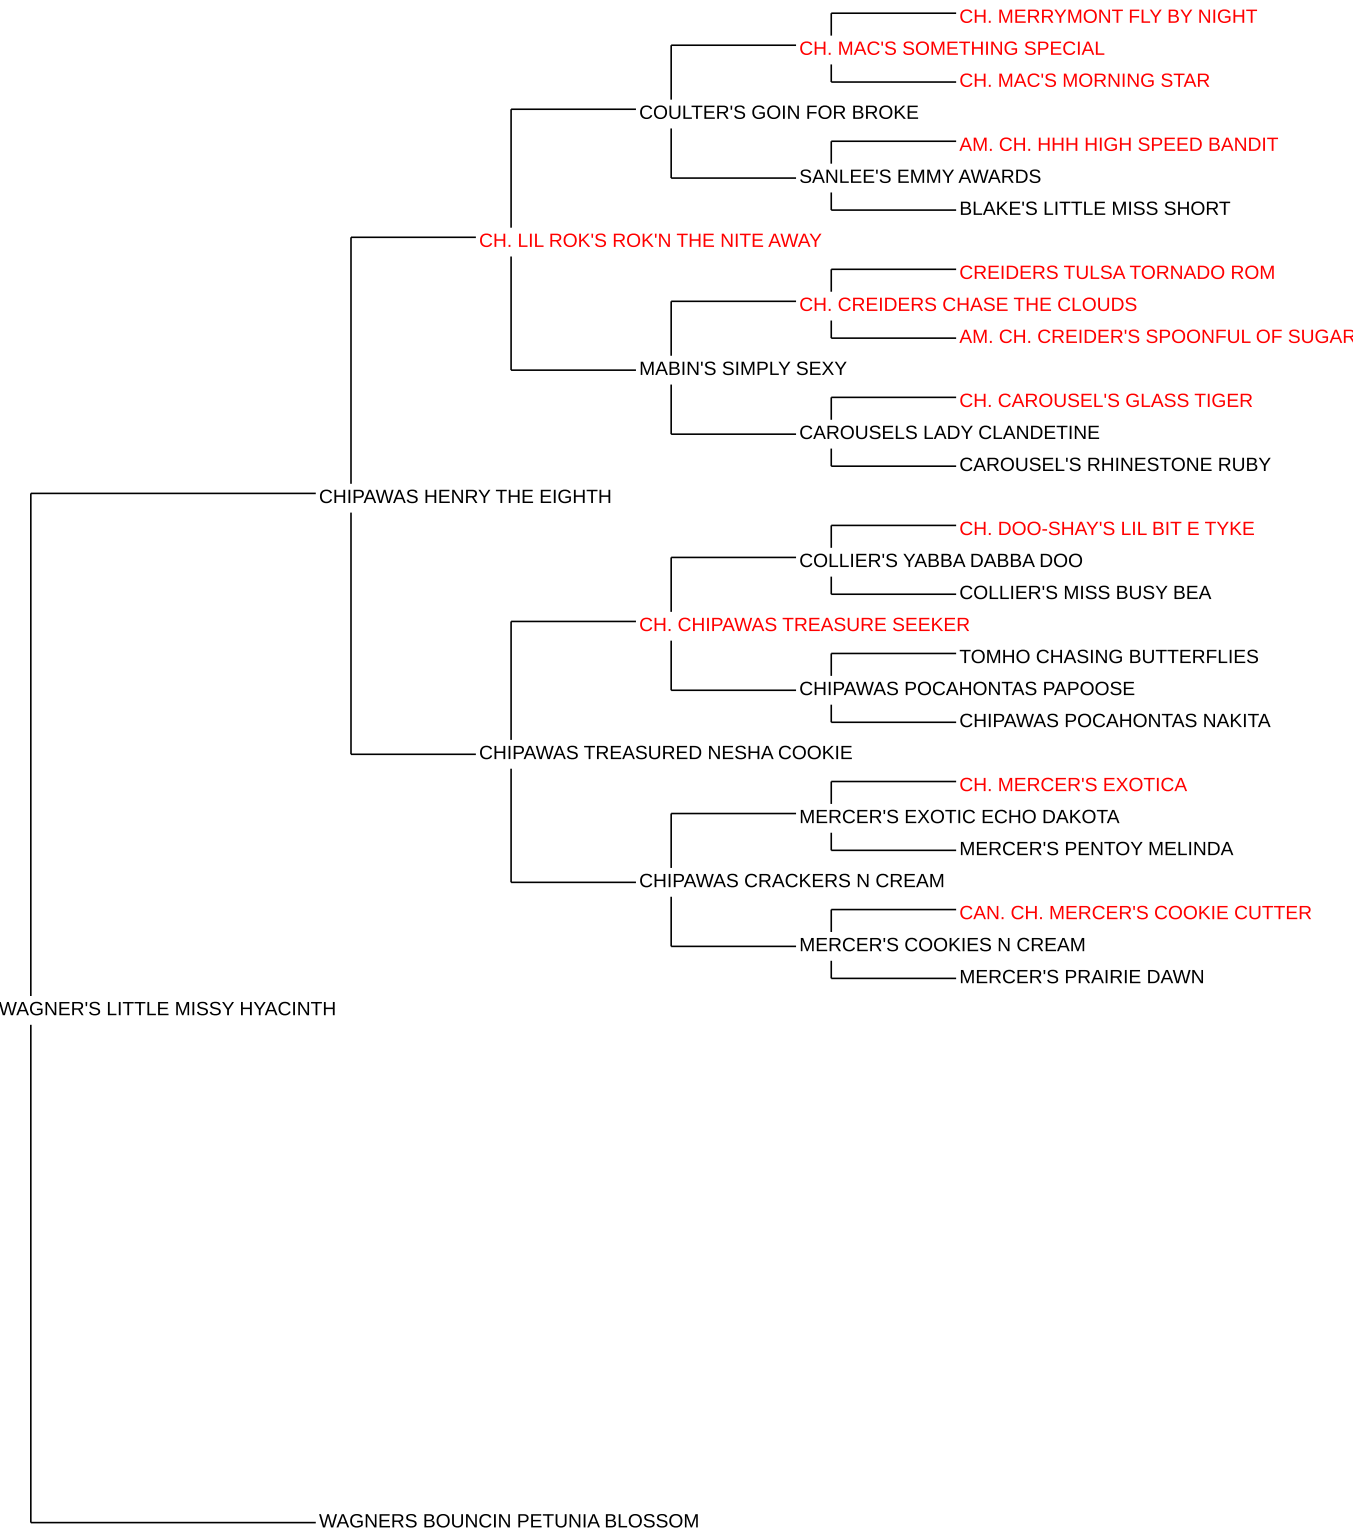 CH. MERRYMONT FLY BY NIGHT
CH. MAC'S SOMETHING SPECIAL
CH. MAC'S MORNING STAR
COULTER'S GOIN FOR BROKE
AM. CH. HHH HIGH SPEED BANDIT
SANLEE'S EMMY AWARDS
BLAKE'S LITTLE MISS SHORT
CH. LIL ROK'S ROK'N THE NITE AWAY
CREIDERS TULSA TORNADO ROM
CH. CREIDERS CHASE THE CLOUDS
AM. CH. CREIDER'S SPOONFUL OF SUGAR
MABIN'S SIMPLY SEXY
CH. CAROUSEL'S GLASS TIGER
CAROUSELS LADY CLANDETINE
CAROUSEL'S RHINESTONE RUBY
CHIPAWAS HENRY THE EIGHTH
CH. DOO-SHAY'S LIL BIT E TYKE
COLLIER'S YABBA DABBA DOO
COLLIER'S MISS BUSY BEA
CH. CHIPAWAS TREASURE SEEKER
TOMHO CHASING BUTTERFLIES
CHIPAWAS POCAHONTAS PAPOOSE
CHIPAWAS POCAHONTAS NAKITA
CHIPAWAS TREASURED NESHA COOKIE
CH. MERCER'S EXOTICA
MERCER'S EXOTIC ECHO DAKOTA
MERCER'S PENTOY MELINDA
CHIPAWAS CRACKERS N CREAM
CAN. CH. MERCER'S COOKIE CUTTER
MERCER'S COOKIES N CREAM
MERCER'S PRAIRIE DAWN
WAGNER'S LITTLE MISSY HYACINTH
WAGNERS BOUNCIN PETUNIA BLOSSOM